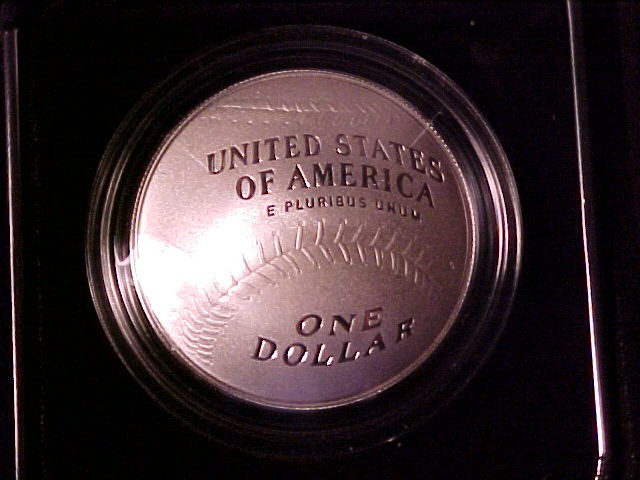 UNITED STATES
OF AMERICA
E PLURIBUS UNUM
ONE
DOLLAR